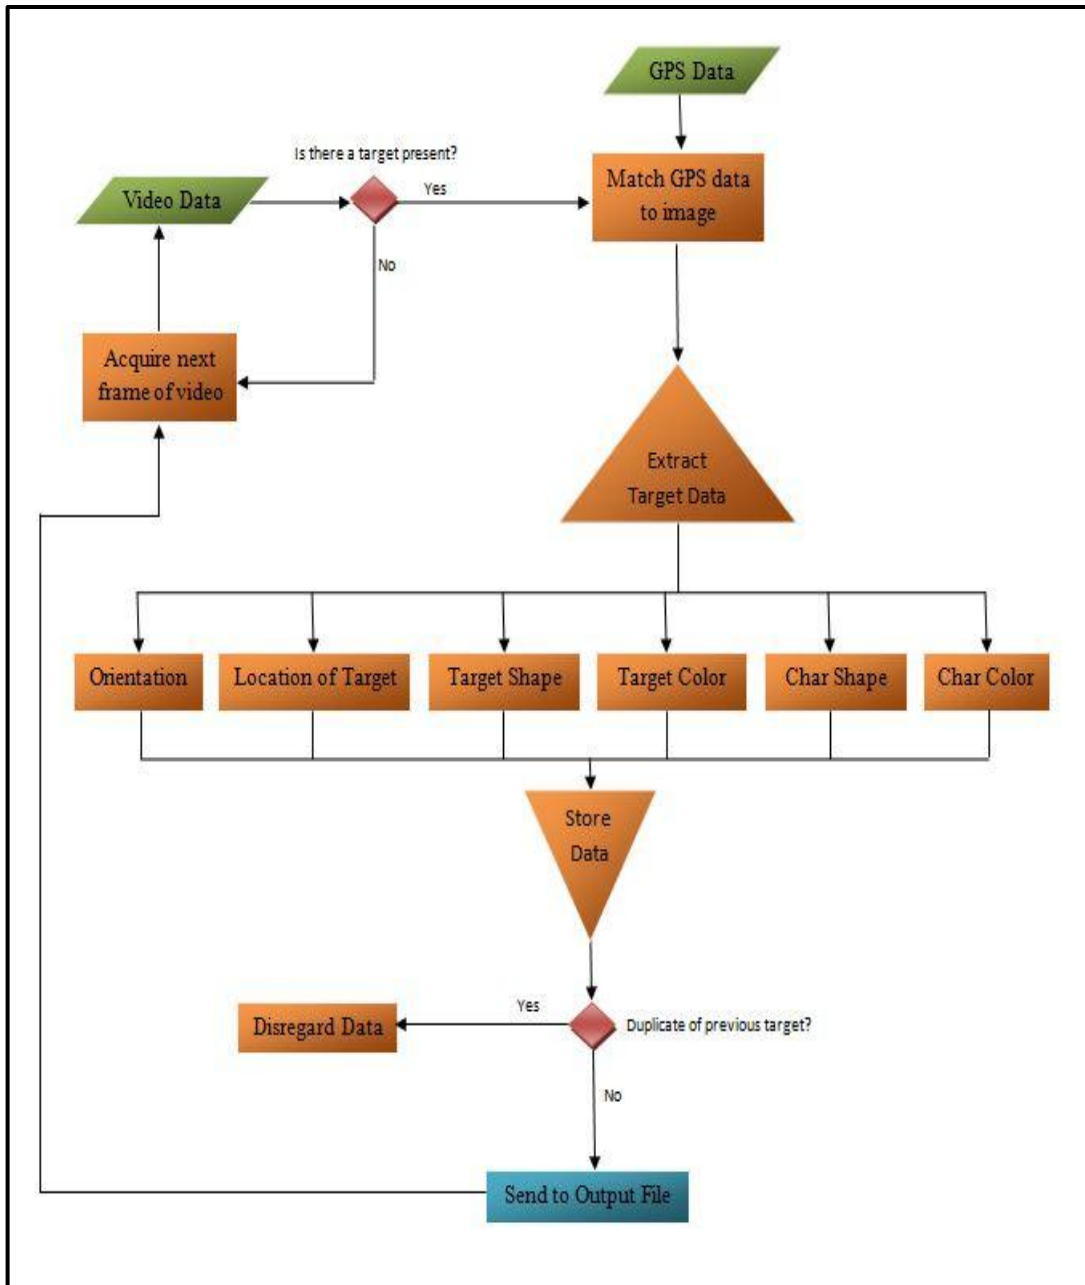 GPS Data
Is there a target present?
Yes
Match GPS data
to image
Video Data
No
Acquire next
frame of video
Extract
Target Data
Orientation
Location of Target
Target Shape
Target Color
Char Shape
Char Color
Store
Data
Yes
Disregard Data
Duplicate of previous target?
No
Send to Output File